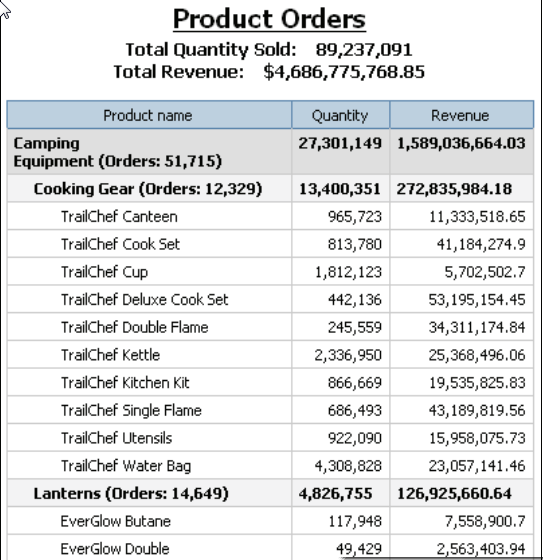 Product Orders
Total Quantity Sold: 89,237,091
Total Revenue: $4,686,775,768.85
Product name Quantity Revenue
Camping 27,301,149 1,589,036,664.03
Equipment (Orders: 51,715)
Cooking Gear (Orders: 12,329) 13,400,351 272,835,984.18
TrailChef Canteen 965,723 11,333,518.65
TrailChef Cook Set 813,780 41,184,274.9
TrailChef Cup 1,812,123 5,702,502.7
TrailChef Deluxe Cook Set 442,136 53,195,154.45
TrailChef Double Flame 245,559 34,311,174.84
TrailChef Kettle 2,336,950 25,368,496.06
TrailChef Kitchen Kit 866,669 19,535,825.83
TrailChef Single Flame 686,493 43,189,819.56
TrailChef Utensils 922,090 15,958,075.73
TrailChef Water Bag 4,308,828 23,057,141.46
Lanterns (Orders: 14,649) 4,826,755 126,925,660.64
EverGlow Butane 117,948 7,558,900.7
EverGlow Double 49,429 2,563,403.94